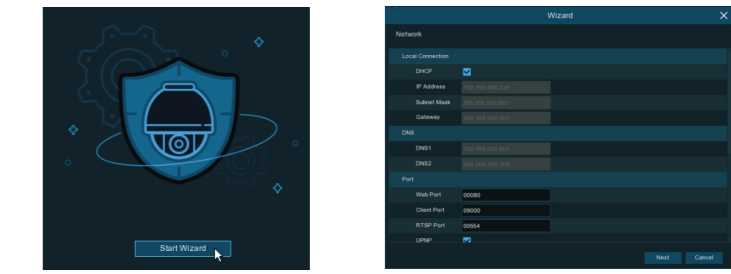 Start Wizard
Wizard
Network
Local Connection
DHCP
IP Address
Subnet Mask
Gateway
DNS
DNS1
DNS2
Port
Web Port 00080
Client Port 09000
RTSP Port 00554
UPNP
Next Cancel